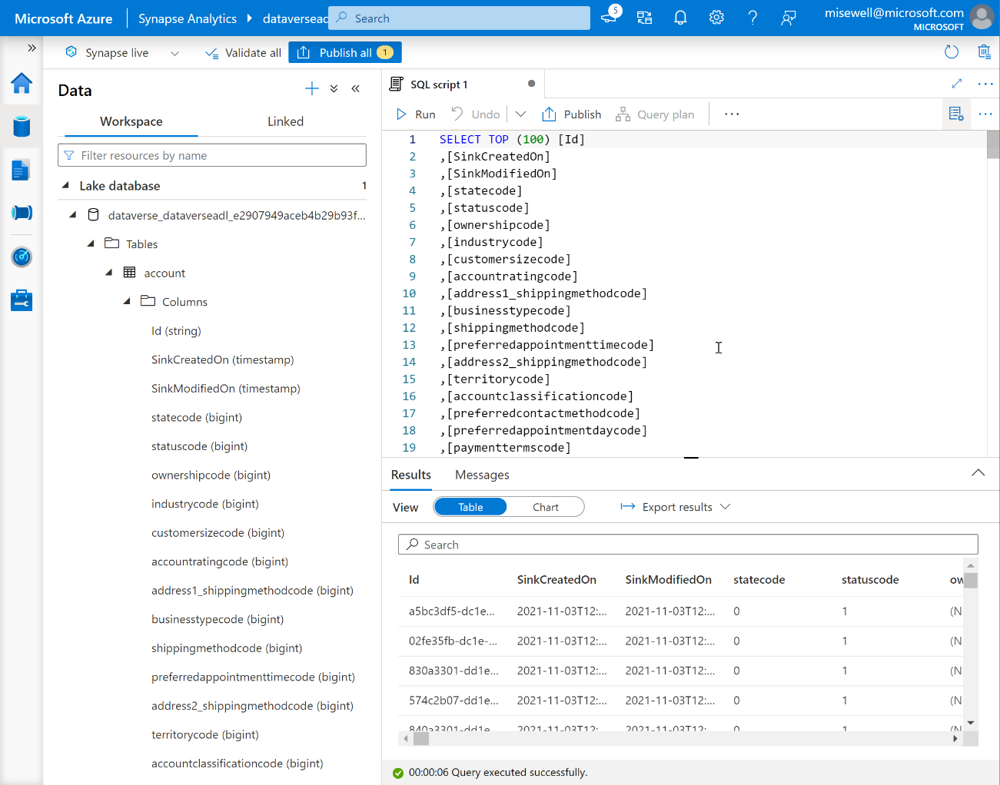 Microsoft Azure
Synapse Analytics
dataversead
Search
5
misewell@microsoft.com
MICROSOFT
Synapse live
Validate all
Publish all 1
Data
Workspace
Linked
Filter resources by name
Lake database 1
dataverse_dataverseadl_e2907949aceb4b29b93f...
Tables
account
Columns
Id (string)
SinkCreatedOn (timestamp)
SinkModifiedOn (timestamp)
statecode (bigint)
statuscode (bigint)
ownershipcode (bigint)
industrycode (bigint)
customersizecode (bigint)
accountratingcode (bigint)
address1_shippingmethodcode (bigint)
businesstypecode (bigint)
shippingmethodcode (bigint)
preferredappointmenttimecode (bigint)
address2_shippingmethodcode (bigint)
territorycode (bigint)
accountclassificationcode (bigint)
SQL script 1
Run
Undo
Publish
Query plan
1 SELECT TOP (100) [Id]
2 ,[SinkCreatedOn]
3 ,[SinkModifiedOn]
4 ,[statecode]
5 ,[statuscode]
6 ,[ownershipcode]
7 ,[industrycode]
8 ,[customersizecode]
9 ,[accountratingcode]
10 ,[address1_shippingmethodcode]
11 ,[businesstypecode]
12 ,[shippingmethodcode]
13 ,[preferredappointmenttimecode]
14 ,[address2_shippingmethodcode]
15 ,[territorycode]
16 ,[accountclassificationcode]
17 ,[preferredcontactmethodcode]
18 ,[preferredappointmentdaycode]
19 ,[paymenttermscode]
Results
Messages
View
Table
Chart
Export results
Search
Id SinkCreatedOn SinkModifiedOn statecode statuscode ow
a5bc3df5-dc1e... 2021-11-03T12:... 2021-11-03T12:... 0 1 (N
02fe35fb-dc1e-... 2021-11-03T12:... 2021-11-03T12:... 0 1 (N
830a3301-dd1e... 2021-11-03T12:... 2021-11-03T12:... 0 1 (N
574c2b07-dd1e... 2021-11-03T12:... 2021-11-03T12:... 0 1 (N
840a3301-dd1e... 2021-11-03T12:... 2021-11-03T12:... 0 1 (N
00:00:06 Query executed successfully.